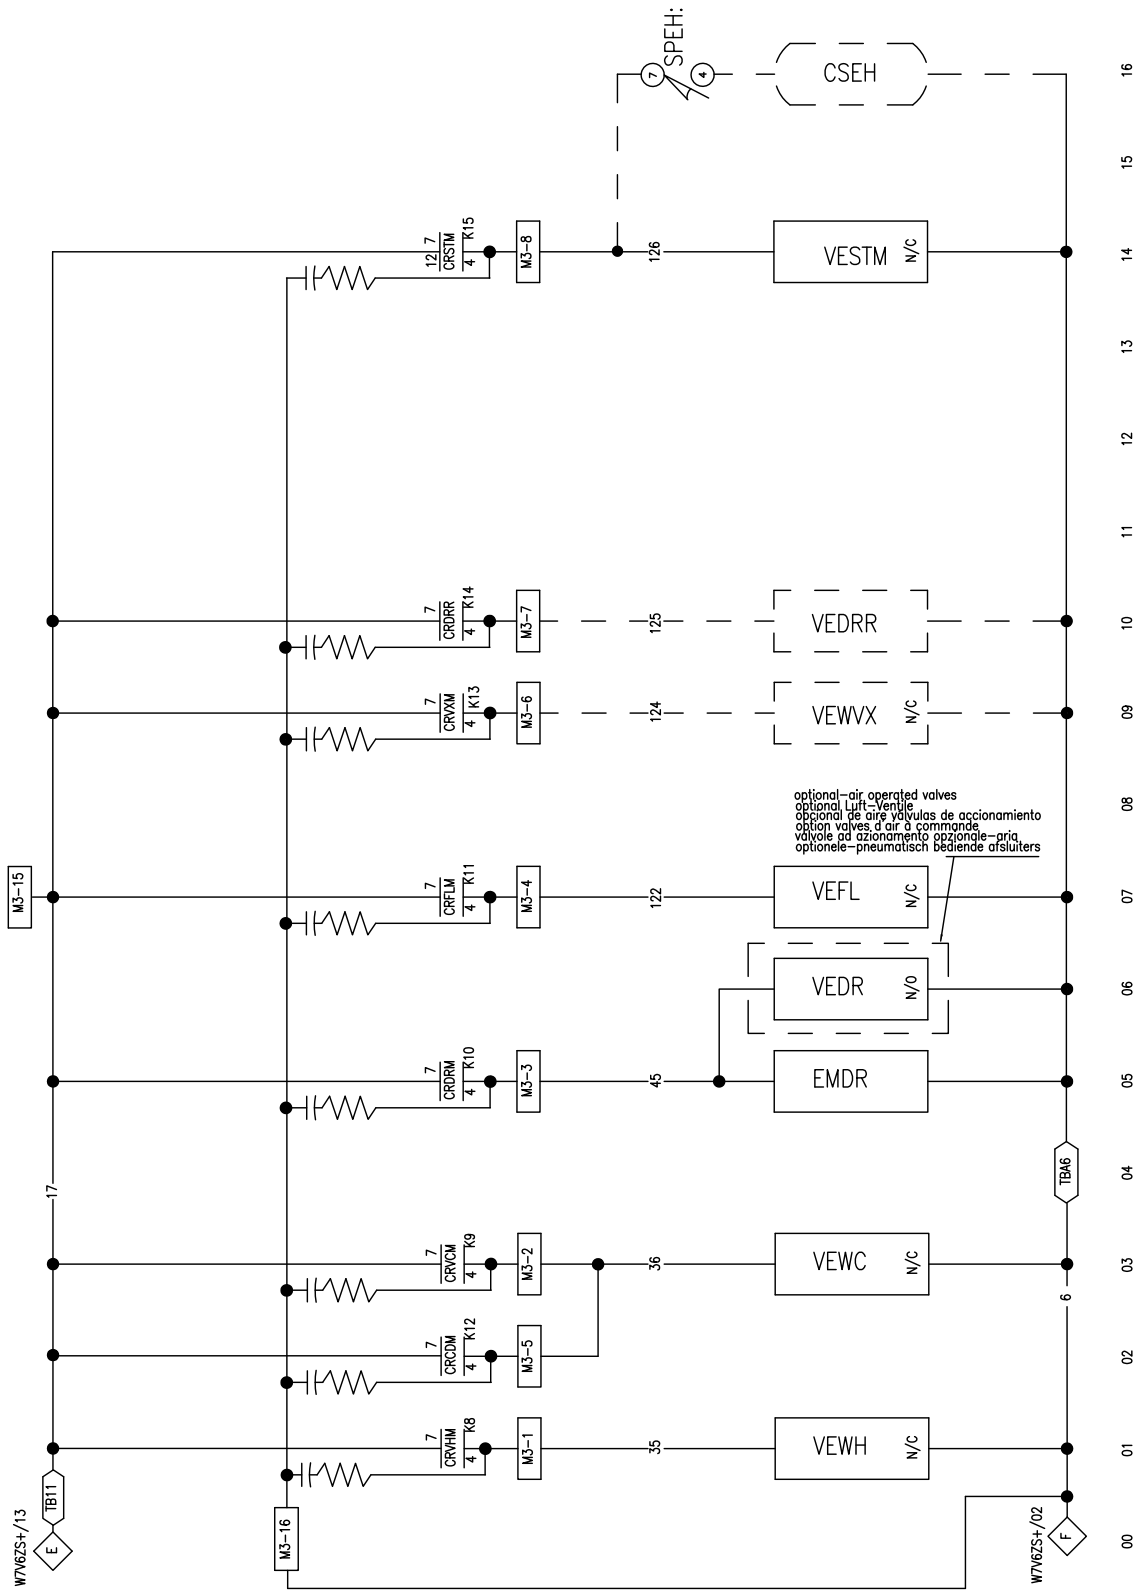 W7V6ZS+/13
E
TB11
17
M3-15
M3-16
7
CRVHM
4
K8
M3-1
35
VEWH
N/C
7
CRCDM
4
K12
M3-5
7
CRVCM
4
K9
M3-2
36
VEWC
N/C
7
CRDRM
4
K10
M3-3
45
EMDR
VEDR
N/O
7
CRFLM
4
K11
M3-4
122
VEFL
N/C
optional-air operated valves
optional Luft-Ventile
opcional de aire válvulas de accionamiento
option valves d'air à commande
valvole ad azionamento opzionale-aria
optionele-pneumatisch bediende afsluiters
7
CRVXM
4
K13
M3-6
124
VEWVX
N/C
7
CRDRR
4
K14
M3-7
125
VEDRR
12
7
CRSTM
4
K15
M3-8
126
VESTM
N/C
7
SPEH:
4
CSEH
W7V6ZS+/02
F
6
TBA6
00
01
02
03
04
05
06
07
08
09
10
11
12
13
14
15
16